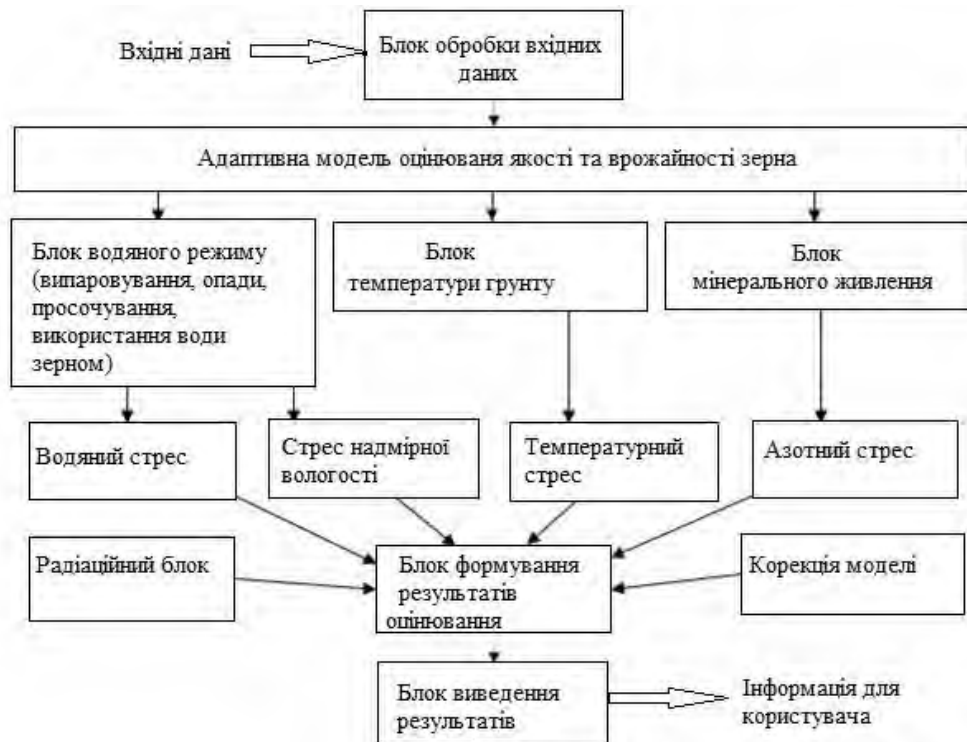 Вхідні дані
Блок обробки вхідних
даних
Адаптивна модель оцінюваня якості та врожайності зерна
Блок водяного режиму
(випаровування, опади,
просочування,
використання води
зерном)
Блок
температури грунту
Блок
мінерального живлення
Водяний стрес
Стрес надмірної
вологості
Температурний
стрес
Азотний стрес
Радіаційний блок
Блок формування
результатів
оцінювання
Корекція моделі
Блок виведення
результатів
Інформація для
користувача